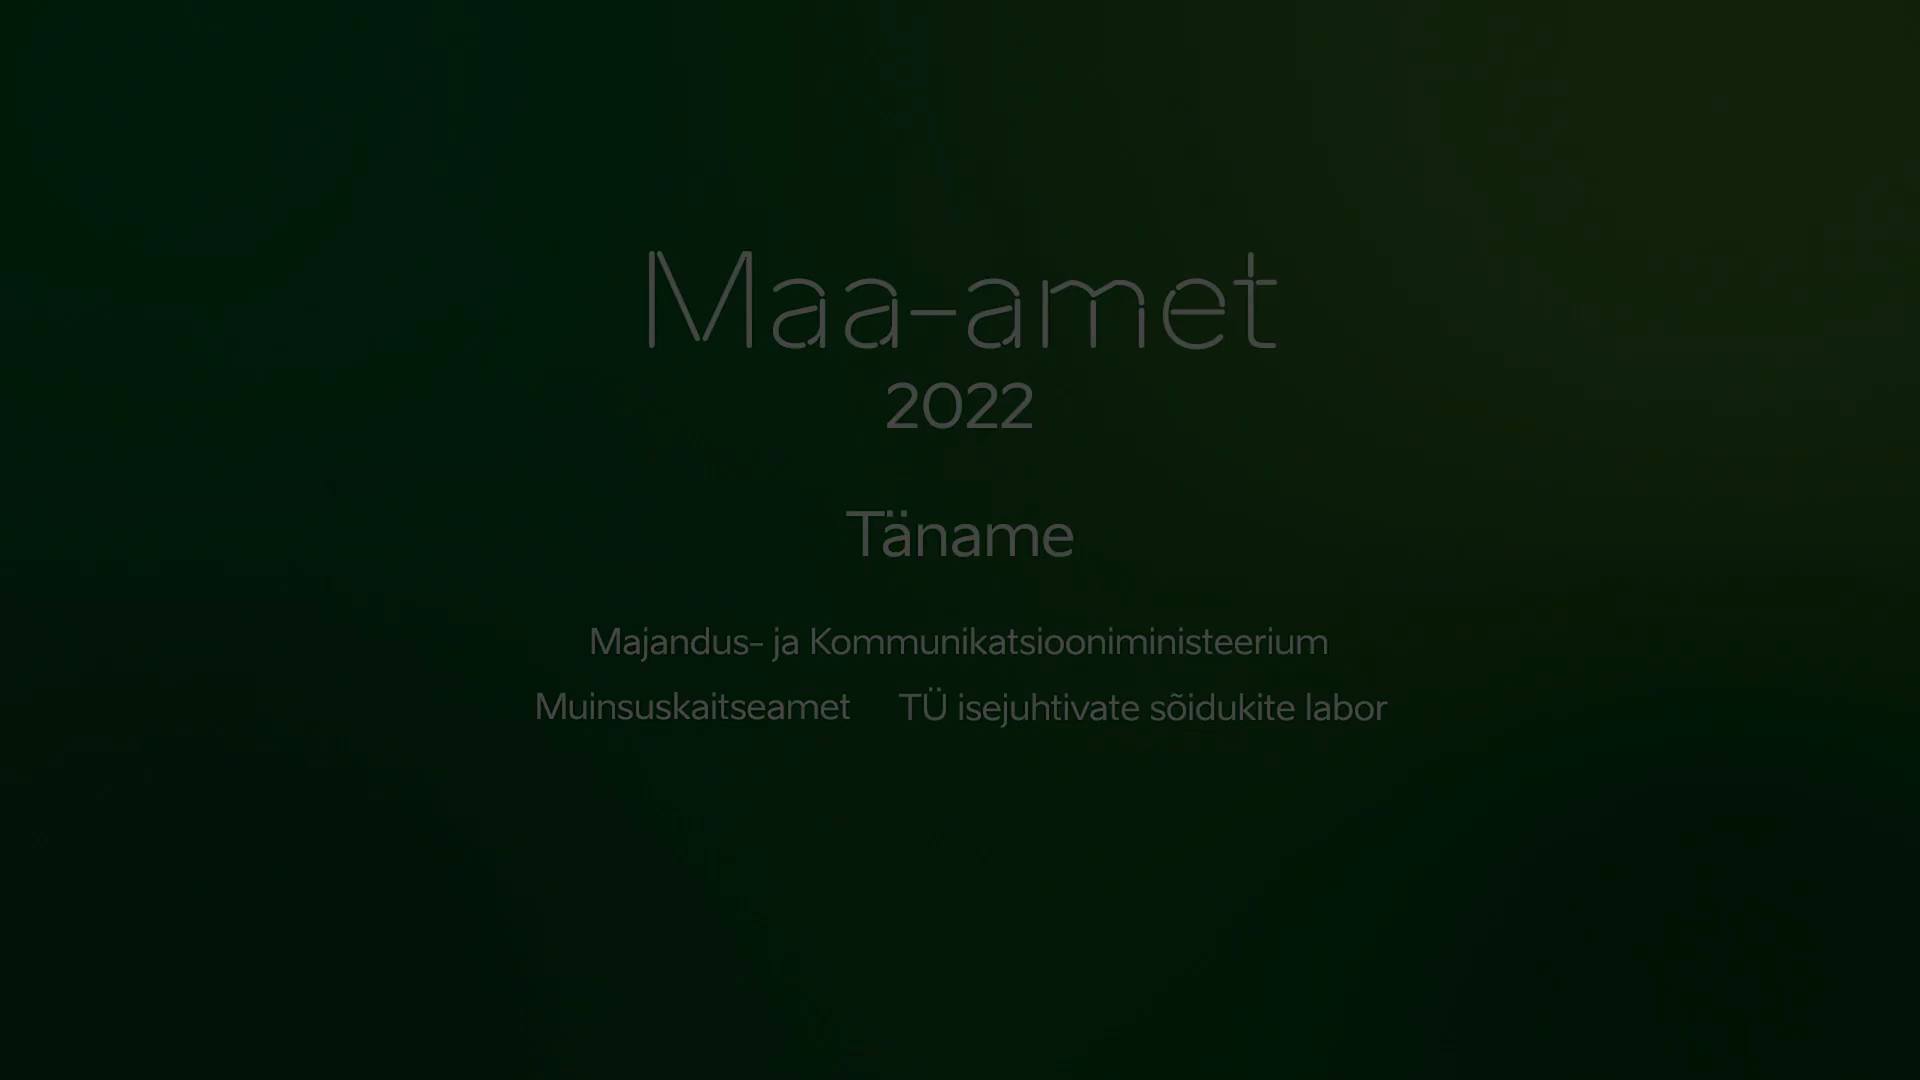 Maa-amet
2022
Täname
Majandus- ja Kommunikatsiooniministeerium
Muinsuskaitseamet TÜ isejuhtivate sõidukite labor